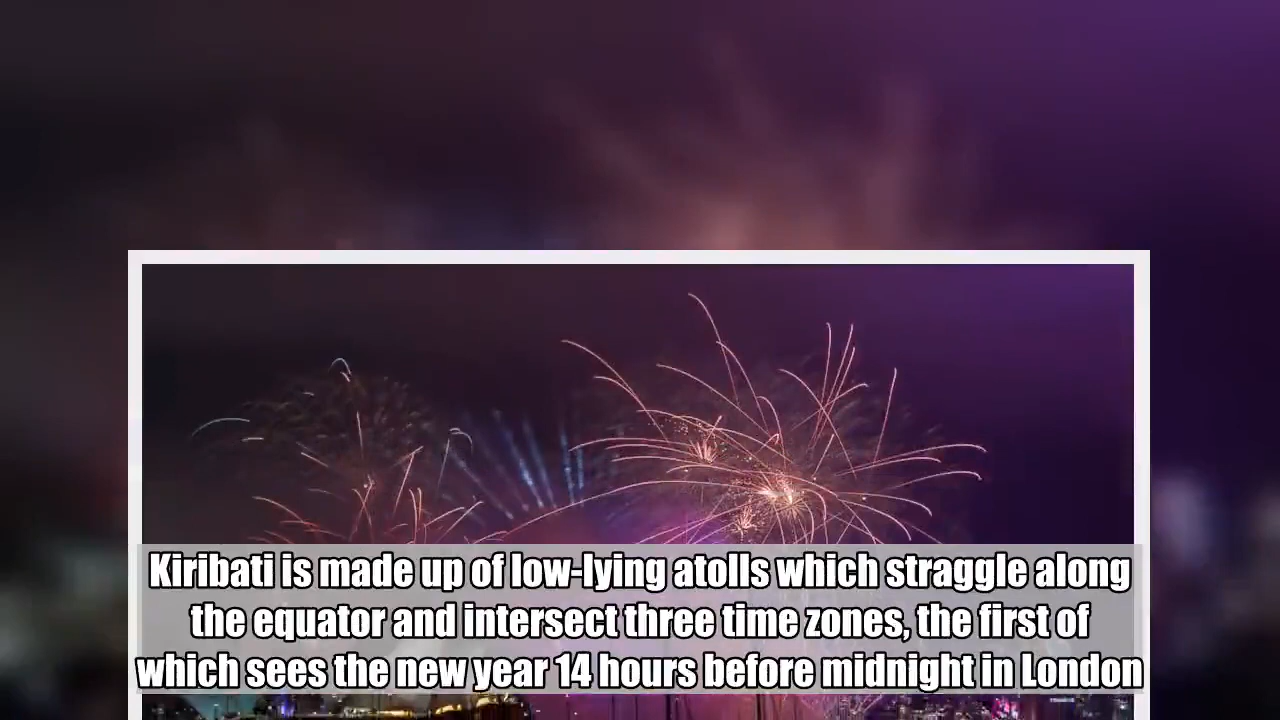 Kiribati is made up of low-lying atolls which straggle along
the equator and intersect three time zones, the first of
which sees the new year 14 hours before midnight in London